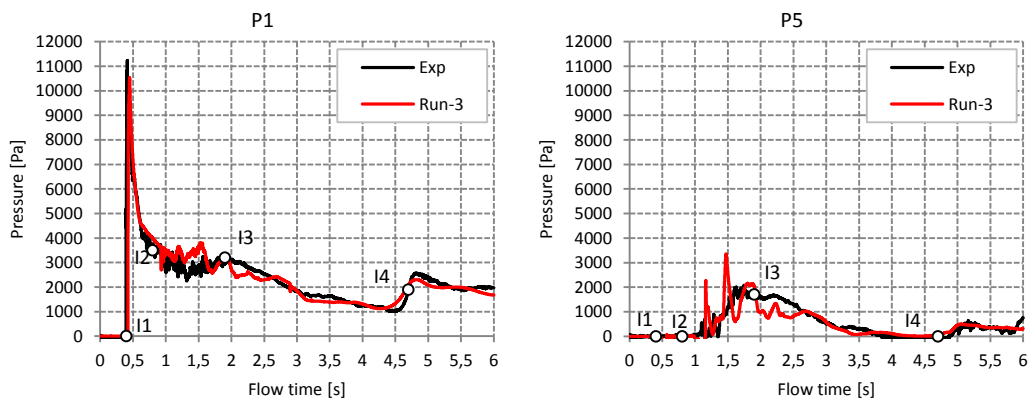 P1
12000
11000
10000
9000
8000
7000
6000
5000
4000
3000
2000
1000
0
Pressure [Pa]
Exp
Run-3
I1
I2
I3
I4
0 0,5 1 1,5 2 2,5 3 3,5 4 4,5 5 5,5 6
Flow time [s]
P5
12000
11000
10000
9000
8000
7000
6000
5000
4000
3000
2000
1000
0
Pressure [Pa]
Exp
Run-3
I1
I2
I3
I4
0 0,5 1 1,5 2 2,5 3 3,5 4 4,5 5 5,5 6
Flow time [s]